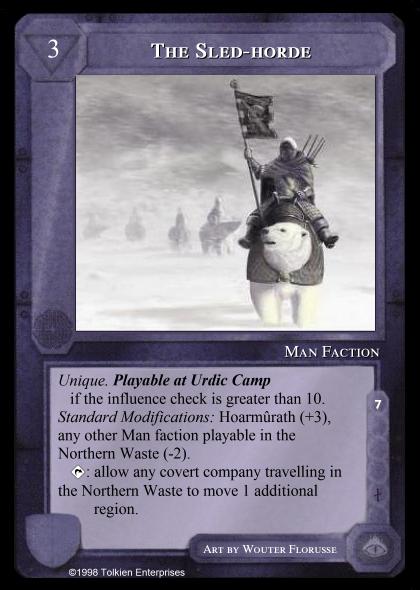 3
The Sled-horde
Man Faction
Unique. Playable at Urdic Camp
if the influence check is greater than 10.
Standard Modifications: Hoarmûrath (+3),
any other Man faction playable in the
Northern Waste (-2).
: allow any covert company travelling in
the Northern Waste to move 1 additional
region.
7
Art by Wouter Florusse
©1998 Tolkien Enterprises